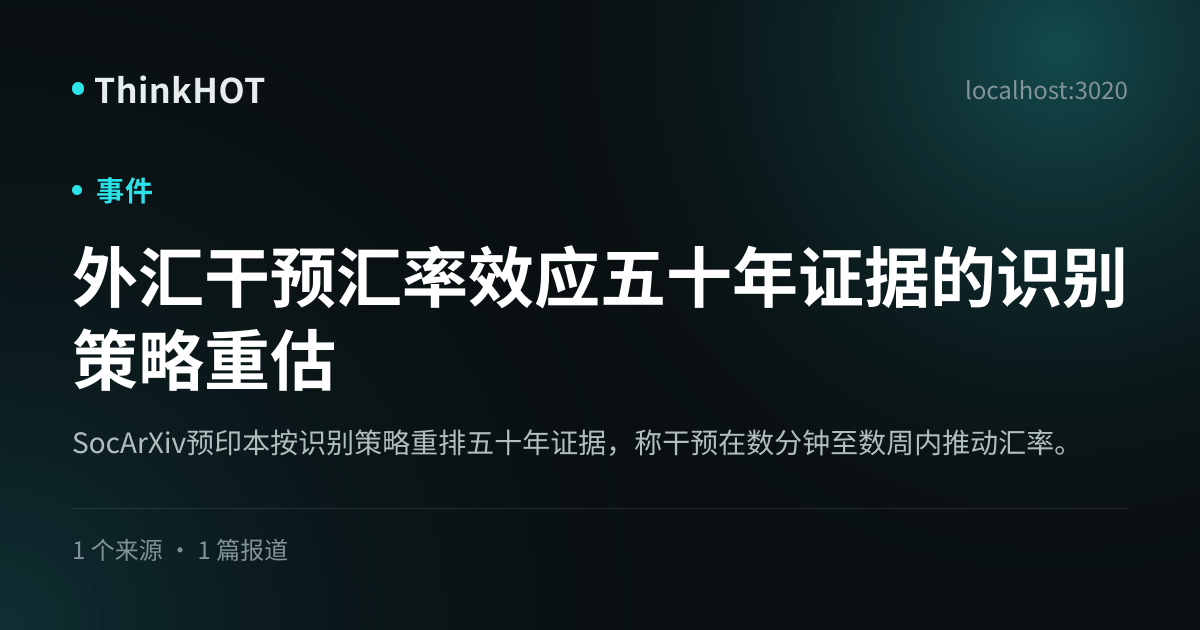 ThinkHOT
localhost:3020
事件
外汇干预汇率效应五十年证据的识别
策略重估
SocArXiv预印本按识别策略重排五十年证据，称干预在数分钟至数周内推动汇率。
1 个来源 · 1 篇报道